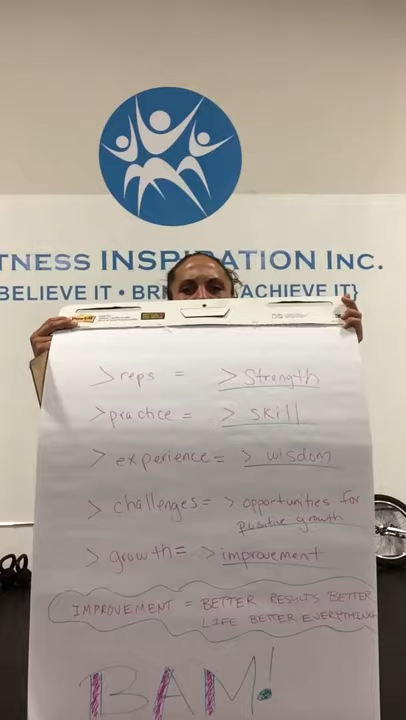 TNESS INSPIRATION INC.
BELIEVE IT • BR ACHIEVE IT}
Post-it
>reps = > Strength
>practice = > skill
> experience = > wisdom
> challenges = > opportunities for
positive growth
> growth = > improvement
IMPROVEMENT = BETTER RESULTS BETTER
LIFE BETTER EVERYTHING
BAM!